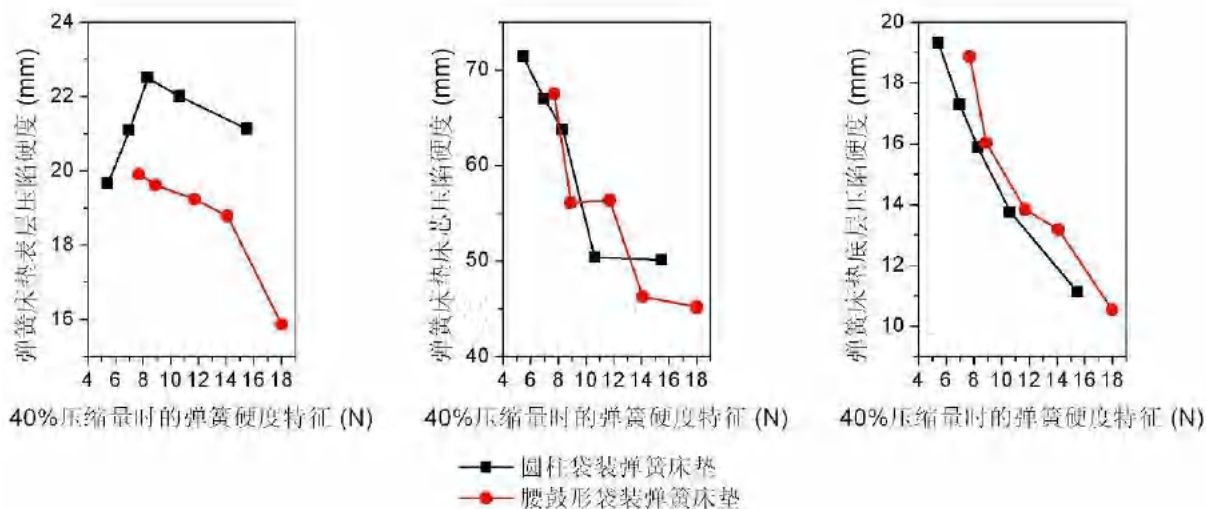 24
22
20
18
16
弹簧床垫表层压陷硬度 (mm)
4 6 8 10 12 14 16 18
40%压缩量时的弹簧硬度特征 (N)
70
60
50
40
弹簧床垫床芯压陷硬度 (mm)
4 6 8 10 12 14 16 18
40%压缩量时的弹簧硬度特征 (N)
20
18
16
14
12
10
弹簧床垫底层压陷硬度 (mm)
4 6 8 10 12 14 16 18
40%压缩量时的弹簧硬度特征 (N)
圆柱袋装弹簧床垫
腰鼓形袋装弹簧床垫